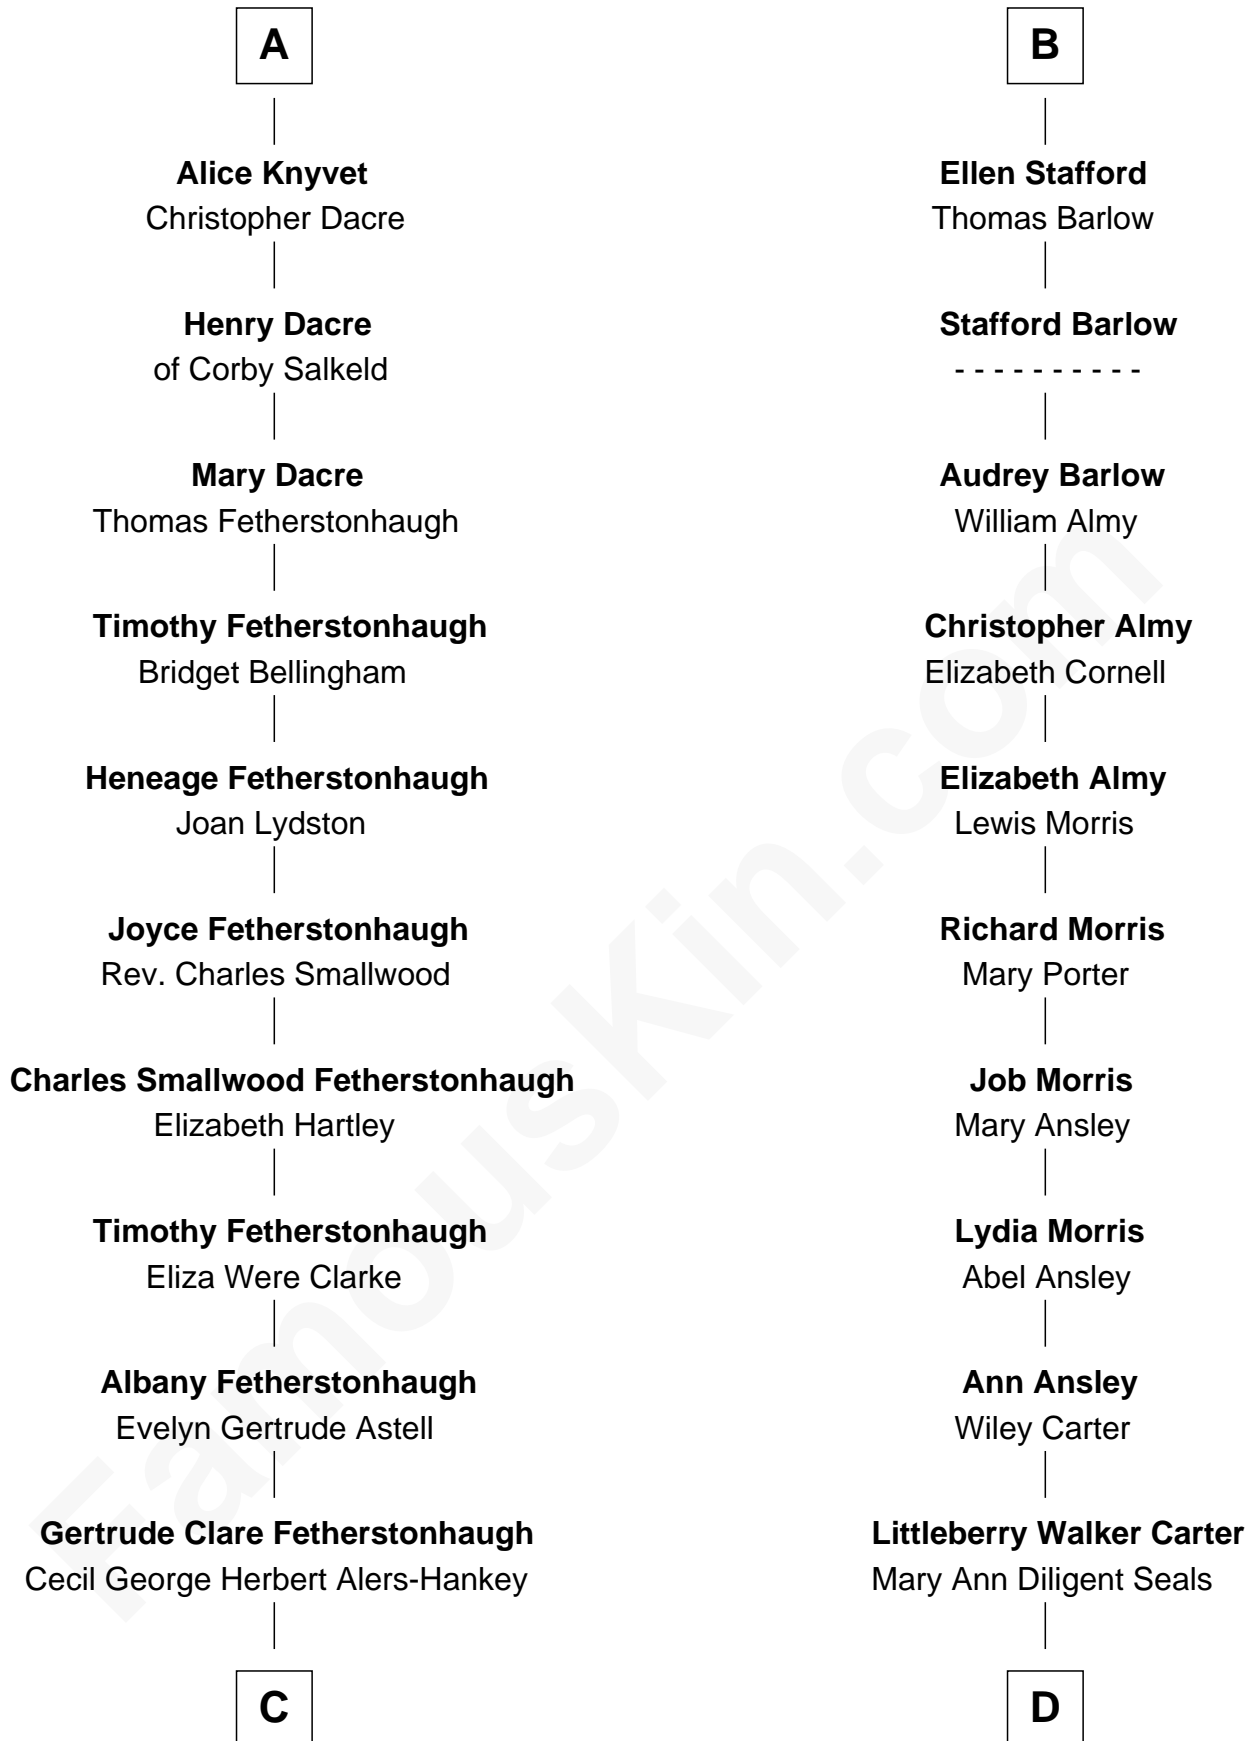 A
Alice Knyvet
Christopher Dacre
Henry Dacre
of Corby Salkeld
Mary Dacre
Thomas Fetherstonhaugh
Timothy Fetherstonhaugh
Bridget Bellingham
Heneage Fetherstonhaugh
Joan Lydston
Joyce Fetherstonhaugh
Rev. Charles Smallwood
Charles Smallwood Fetherstonhaugh
Elizabeth Hartley
Timothy Fetherstonhaugh
Eliza Were Clarke
Albany Fetherstonhaugh
Evelyn Gertrude Astell
Gertrude Clare Fetherstonhaugh
Cecil George Herbert Alers-Hankey
C
B
Ellen Stafford
Thomas Barlow
Stafford Barlow
- - - - - - - - - -
Audrey Barlow
William Almy
Christopher Almy
Elizabeth Cornell
Elizabeth Almy
Lewis Morris
Richard Morris
Mary Porter
Job Morris
Mary Ansley
Lydia Morris
Abel Ansley
Ann Ansley
Wiley Carter
Littleberry Walker Carter
Mary Ann Diligent Seals
D
FamousKin.com